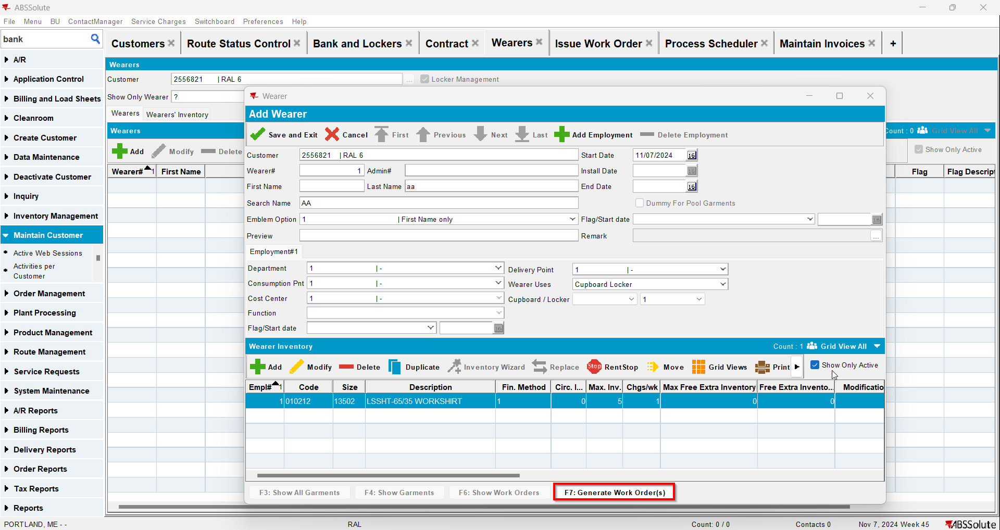 ABSSolute
File Menu BU ContactManager Service Charges Switchboard Preferences Help
bank
Customers Route Status Control Bank and Lockers Contract Wearers Issue Work Order Process Scheduler Maintain Invoices +
A/R
Application Control
Billing and Load Sheets
Cleanroom
Create Customer
Data Maintenance
Deactivate Customer
Inquiry
Inventory Management
Maintain Customer
Active Web Sessions
Activities per
Customer
Order Management
Plant Processing
Product Management
Route Management
Service Requests
System Maintenance
A/R Reports
Billing Reports
Delivery Reports
Order Reports
Tax Reports
Reports
Wearers
Customer 2556821 | RAL 6 ... Locker Management
Show Only Wearer ?
Wearers Wearers' Inventory
Wearers Count : 0 Grid View All
Add Modify Delete Show Only Active
Wearer# 1 First Name Flag Flag Descript
Wearer
Add Wearer
Save and Exit Cancel First Previous Next Last Add Employment Delete Employment
Customer 2556821 | RAL 6 Start Date 11/07/2024 16
Wearer# 1 Admin# Install Date 16
First Name Last Name aa End Date 16
Search Name AA Dummy For Pool Garments
Emblem Option 1 | First Name only Flag/Start date 16
Preview Remark ...
Employment#1
Department 1 | - Delivery Point 1 | -
Consumption Pnt 1 | - Wearer Uses Cupboard Locker
Cost Center 1 | - Cupboard / Locker 1
Function
Flag/Start date 16
Wearer Inventory Count : 1 Grid View All
Add Modify Delete Duplicate Inventory Wizard Replace Stop RentStop Move Grid Views Print Show Only Active
Empl# 1 Code Size Description Fin. Method Circ. I... Max. Inv. Chgs/wk Max Free Extra Inventory Free Extra Invento... Modificatio
1 010212 13502 LSSHT-65/35 WORKSHIRT 1 0 5 1 0 0
F3: Show All Garments F4: Show Garments F6: Show Work Orders F7: Generate Work Order(s)
PORTLAND, ME - - RAL Count: 0 / 0 Contacts 0 Nov 7, 2024 Week 45 ABSSolute